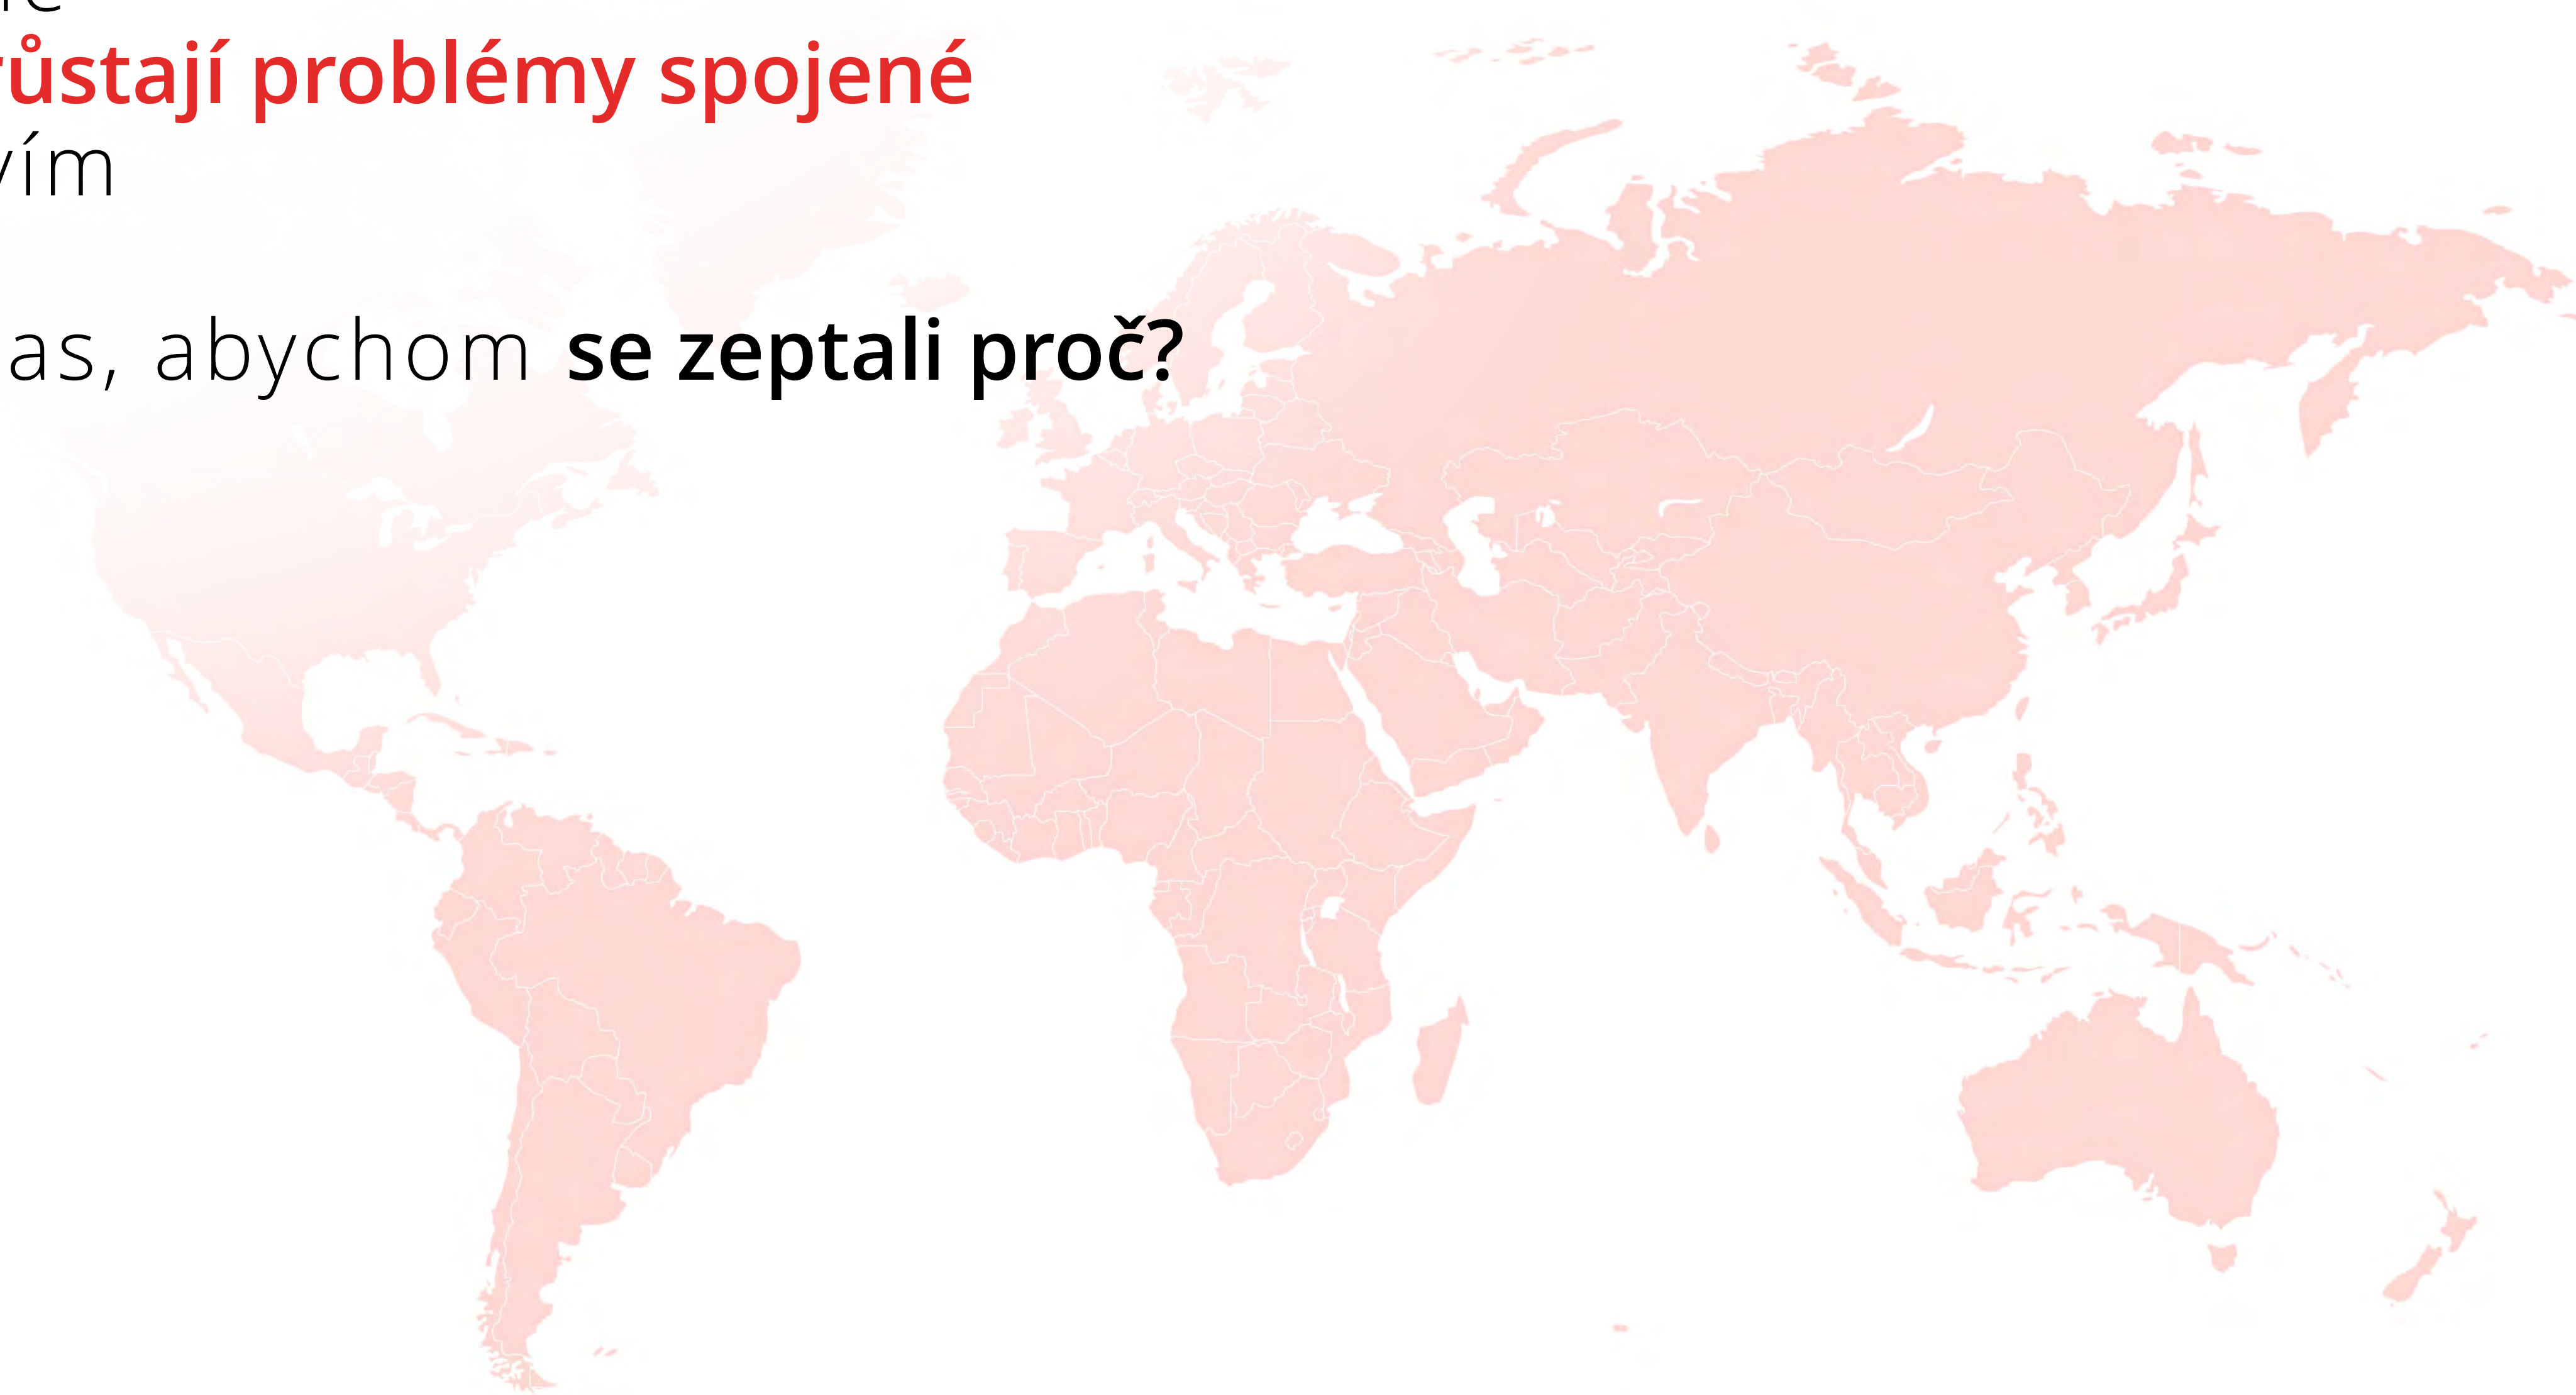 růstají problémy spojené
vím
as, abychom se zeptali proč?